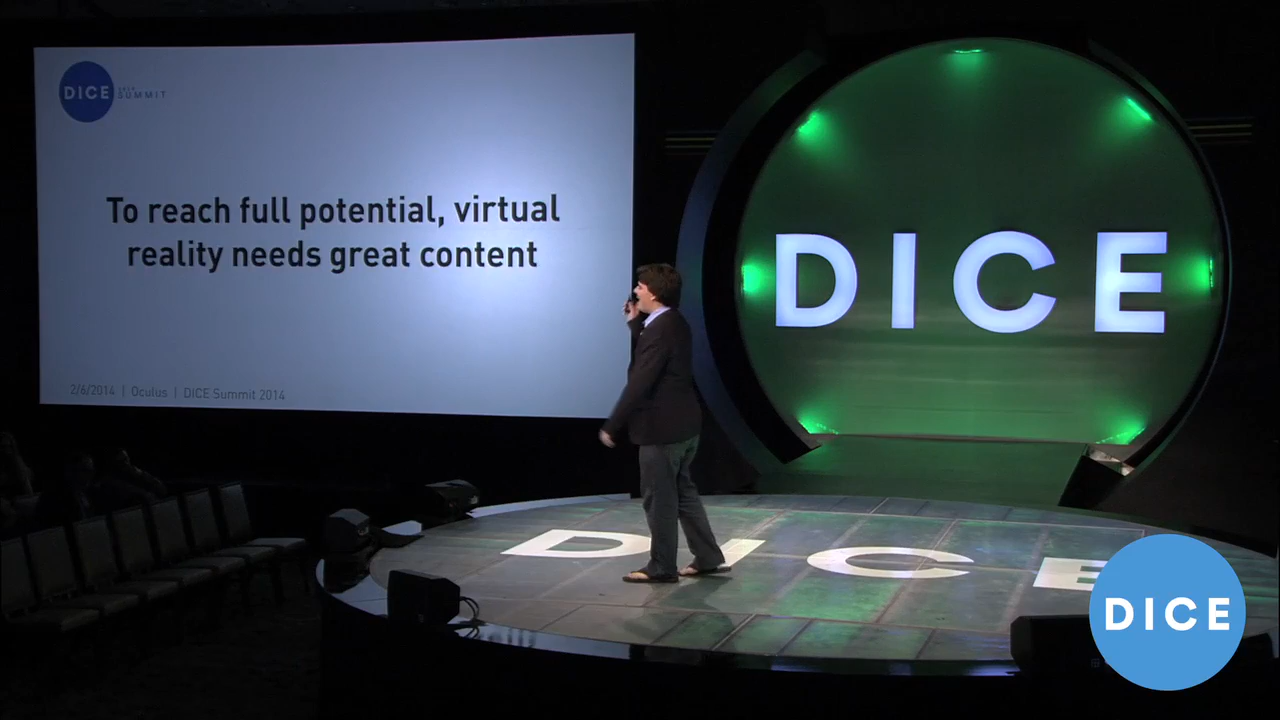 DICE SUMMIT
To reach full potential, virtual
reality needs great content
2/6/2014 | Oculus | DICE Summit 2014
DICE
DICE
DICE